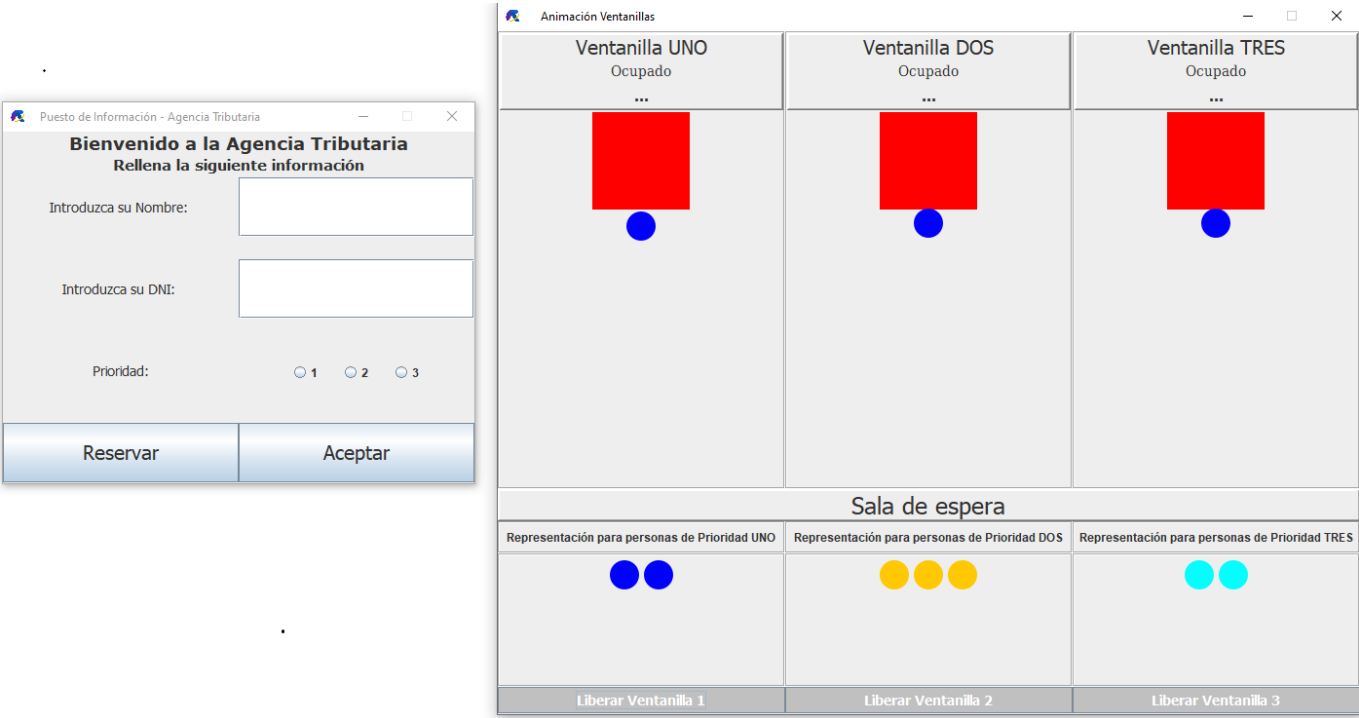 Puesto de Información - Agencia Tributaria
Bienvenido a la Agencia Tributaria
Rellena la siguiente información
Introduzca su Nombre:
Introduzca su DNI:
Prioridad:
1 2 3
Reservar Aceptar
Animación Ventanillas
Ventanilla UNO Ventanilla DOS Ventanilla TRES
Ocupado Ocupado Ocupado
... ... ...
Sala de espera
Representación para personas de Prioridad UNO Representación para personas de Prioridad DOS Representación para personas de Prioridad TRES
Liberar Ventanilla 1 Liberar Ventanilla 2 Liberar Ventanilla 3